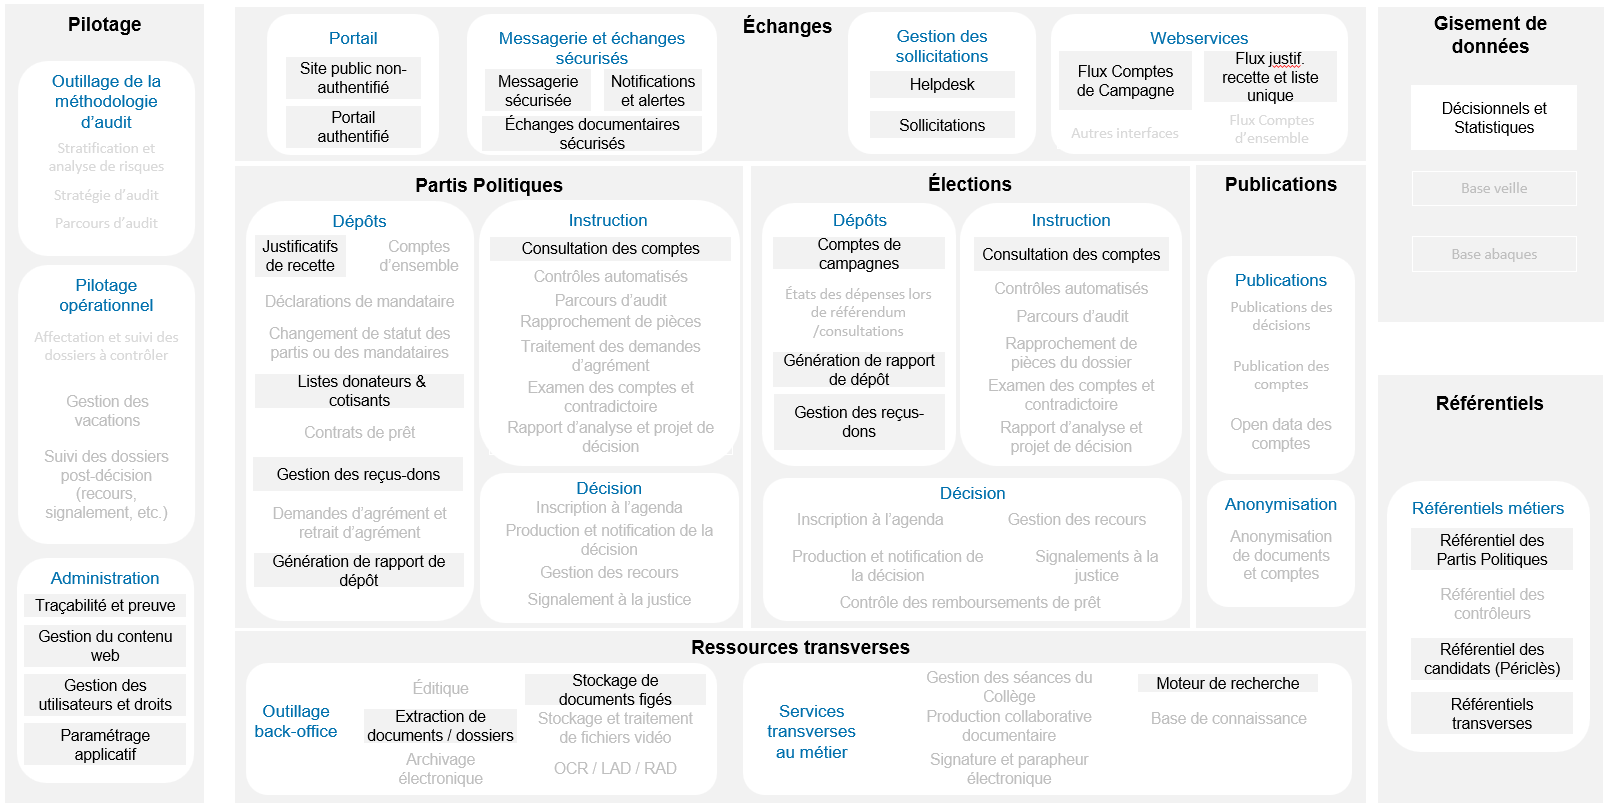 Pilotage
Outillage de la
méthodologie
d'audit
Stratification et
analyse de risques
Stratégie d'audit
Parcours d'audit
Pilotage
opérationnel
Affectation et suivi des
dossiers à contrôler
Gestion des
vacations
Suivi des dossiers
post-décision
(recours,
signalement, etc.)
Administration
Traçabilité et preuve
Gestion du contenu
web
Gestion des
utilisateurs et droits
Paramétrage
applicatif
Échanges
Portail
Site public non-
authentifié
Portail
authentifié
Messagerie et échanges
sécurisés
Messagerie
sécurisée
Notifications
et alertes
Échanges documentaires
sécurisés
Gestion des
sollicitations
Helpdesk
Sollicitations
Webservices
Flux Comptes
de Campagne
Flux justif.
recette et liste
unique
Autres interfaces
Flux Comptes
d'ensemble
Partis Politiques
Dépôts
Justificatifs
de recette
Comptes
d'ensemble
Déclarations de mandataire
Changement de statut des
partis ou des mandataires
Listes donateurs &
cotisants
Contrats de prêt
Gestion des reçus-dons
Demandes d'agrément et
retrait d'agrément
Génération de rapport de
dépôt
Instruction
Consultation des comptes
Contrôles automatisés
Parcours d'audit
Rapprochement de pièces
Traitement des demandes
d'agrément
Examen des comptes et
contradictoire
Rapport d'analyse et projet de
décision
Décision
Inscription à l'agenda
Production et notification de la
décision
Gestion des recours
Signalement à la justice
Élections
Dépôts
Comptes de
campagnes
États des dépenses lors
de référendum
/consultations
Génération de rapport
de dépôt
Gestion des reçus-
dons
Instruction
Consultation des comptes
Contrôles automatisés
Parcours d'audit
Rapprochement de
pièces du dossier
Examen des comptes et
contradictoire
Rapport d'analyse et
projet de décision
Décision
Inscription à l'agenda
Gestion des recours
Production et notification de
la décision
Signalements à la
justice
Contrôle des remboursements de prêt
Publications
Publications
Publications des
décisions
Publication des
comptes
Open data des
comptes
Anonymisation
Anonymisation
de documents
et comptes
Ressources transverses
Outillage
back-office
Éditique
Stockage de
documents figés
Extraction de
documents / dossiers
Stockage et traitement
de fichiers vidéo
Archivage
électronique
OCR / LAD / RAD
Services
transverses
au métier
Gestion des séances du
Collège
Moteur de recherche
Production collaborative
documentaire
Base de connaissance
Signature et parapheur
électronique
Gisement de
données
Décisionnels et
Statistiques
Base veille
Base abaques
Référentiels
Référentiels métiers
Référentiel des
Partis Politiques
Référentiel des
contrôleurs
Référentiel des
candidats (Périclès)
Référentiels
transverses